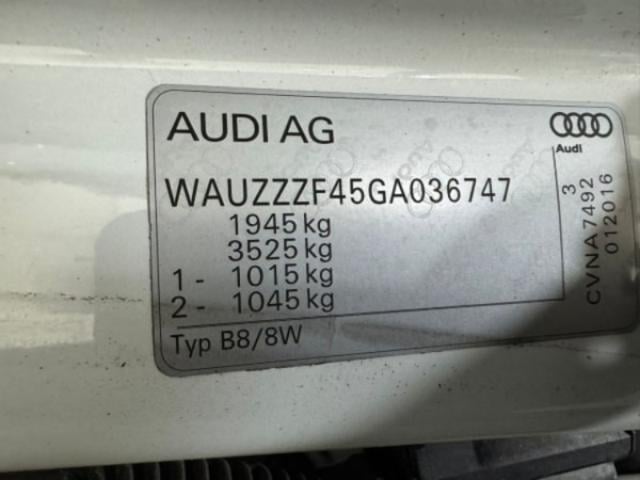 AUDI AG
Audi
WAUZZZF45GA036747
1945 kg
3525 kg
1- 1015 kg
2- 1045 kg
Typ B8/8W
3
CVNA7492
012016